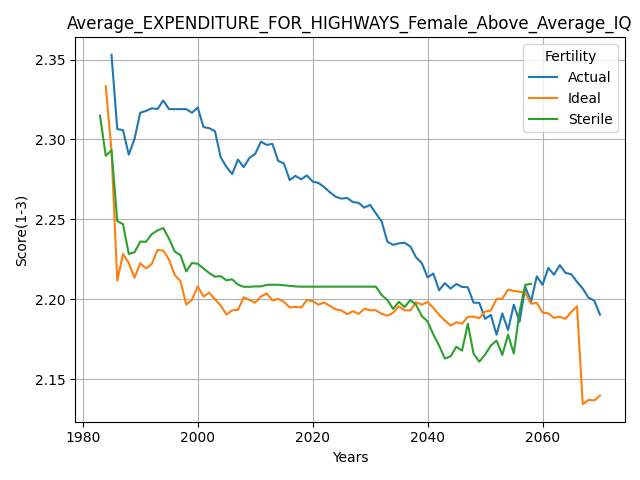 Average_EXPENDITURE_FOR_HIGHWAYS_Female_Above_Average_IQ
Fertility
Actual
Ideal
Sterile
Score(1-3)
2.35
2.30
2.25
2.20
2.15
1980
2000
2020
2040
2060
Years